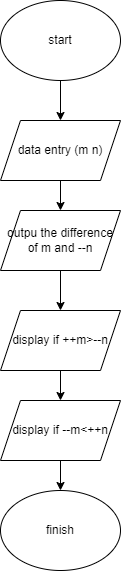 start
data entry (m n)
outpu the difference
of m and --n
display if ++m>--n
display if --m<++n
finish